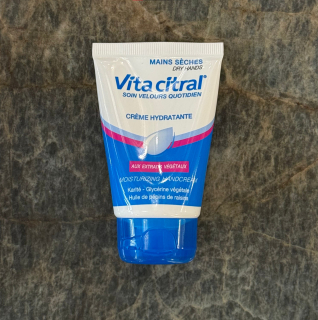 MAINS SÈCHES
DRY HANDS
Vita citral®
SOIN VELOURS QUOTIDIEN
CRÈME HYDRATANTE
AUX EXTRAITS VÉGÉTAUX
MOISTURIZING HANDCREAM
Karité - Glycérine végétale
Huile de pépins de raisins